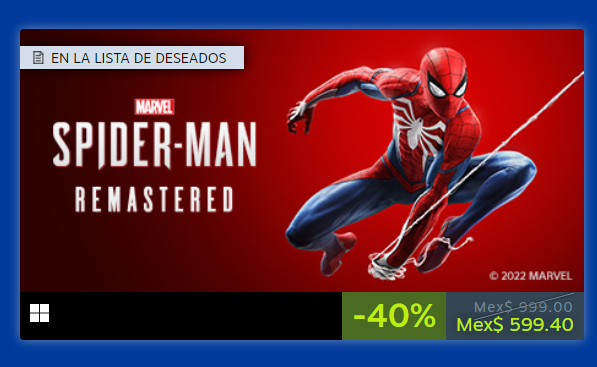 EN LA LISTA DE DESEADOS
MARVEL
SPIDER-MAN
REMASTERED
© 2022 MARVEL
-40%
Mex$ 999.00
Mex$ 599.40